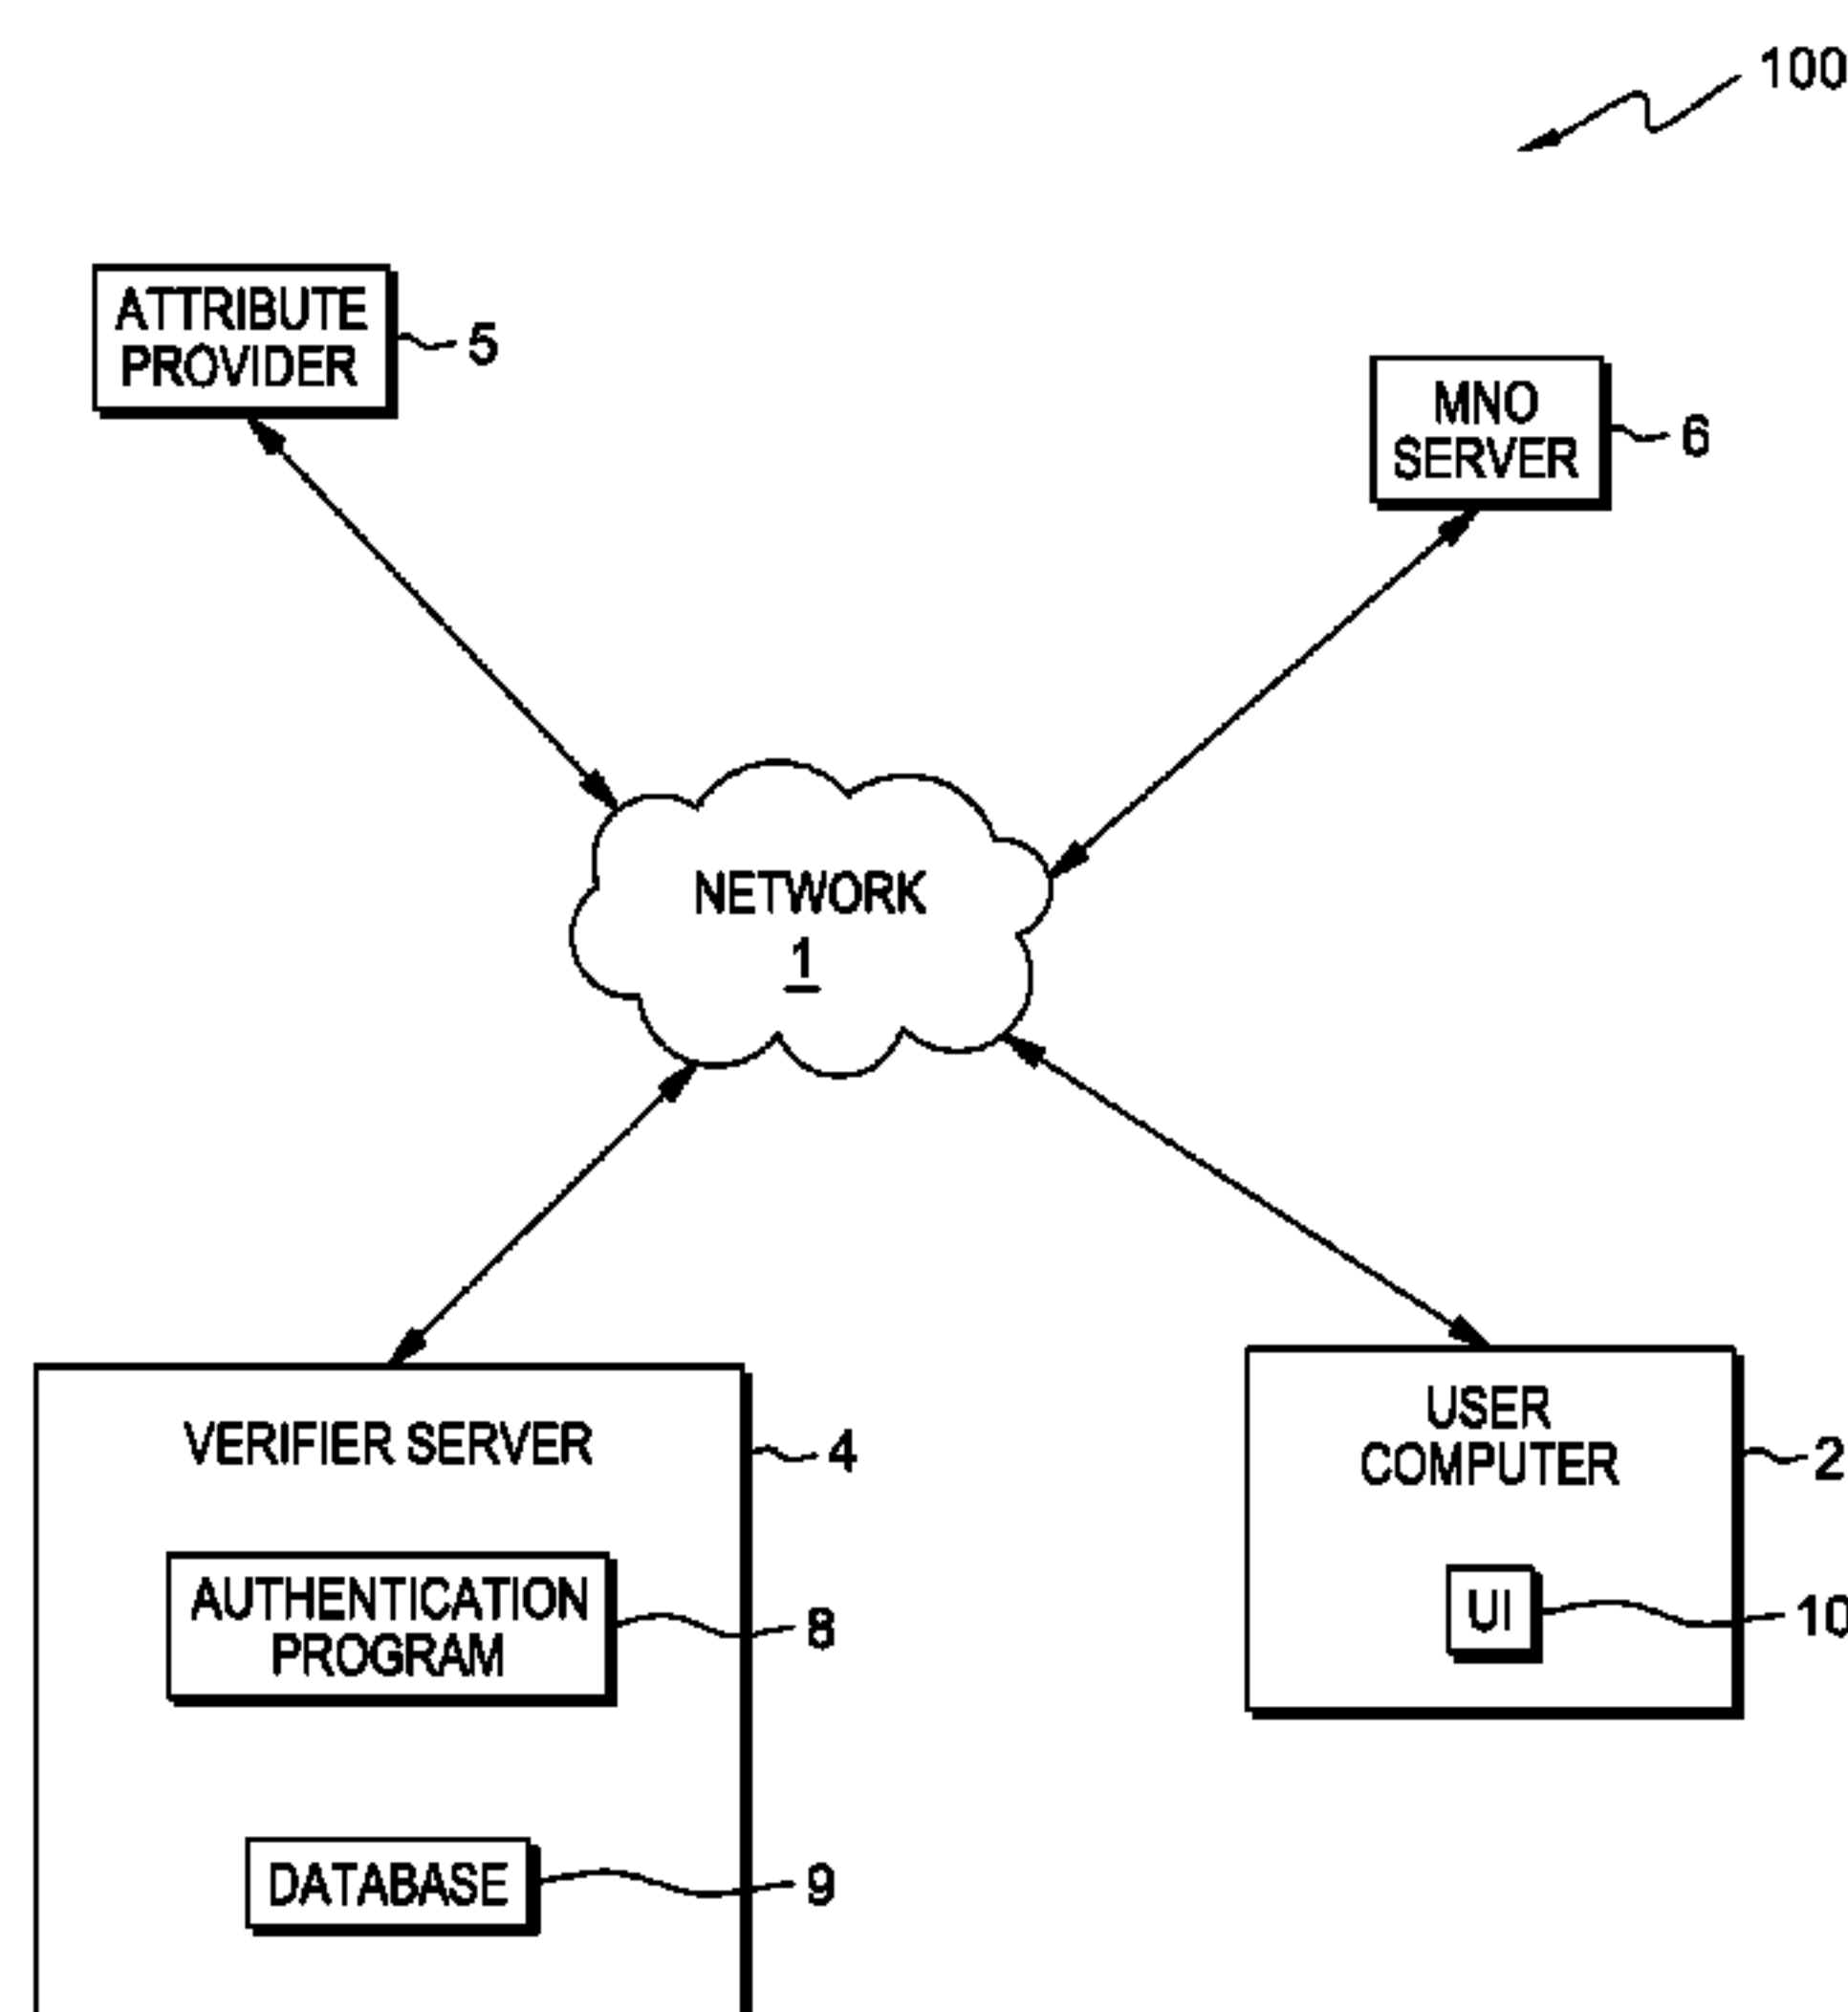 100
ATTRIBUTE
PROVIDER
5
MNO
SERVER
6
NETWORK
1
VERIFIER SERVER
4
AUTHENTICATION
PROGRAM
8
DATABASE
9
USER
COMPUTER
2
UI
10